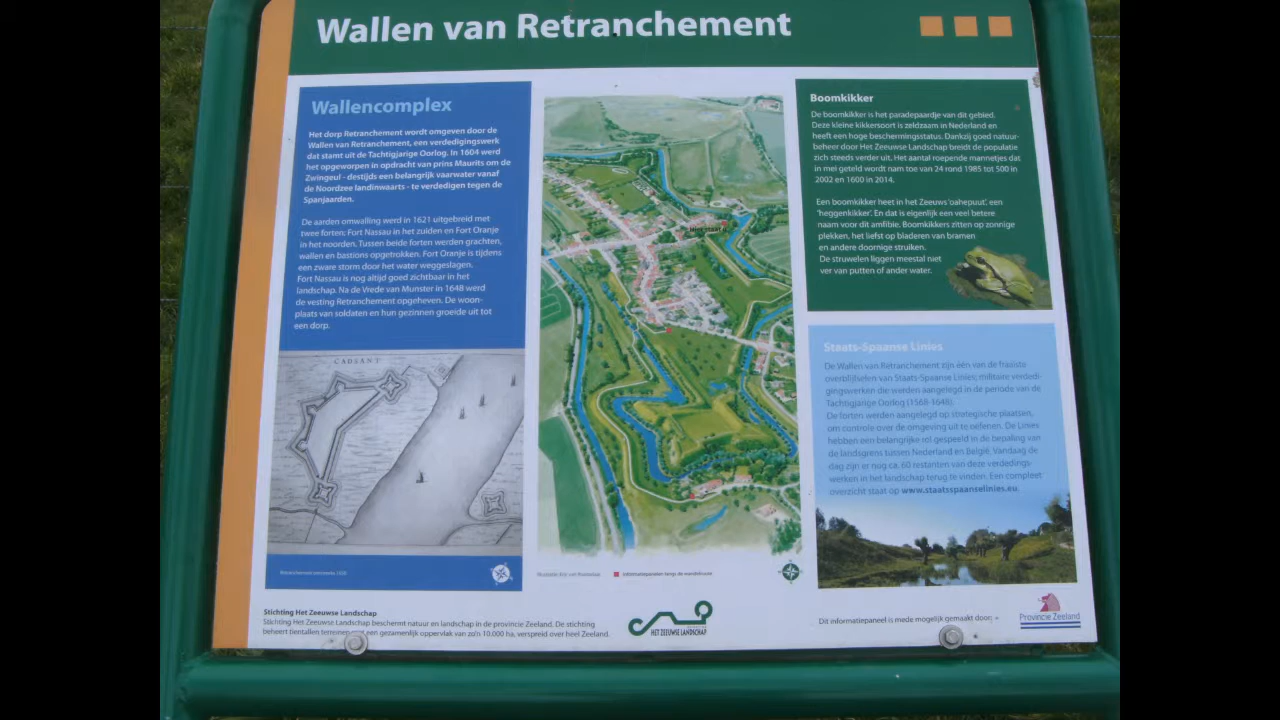 Wallen van Retranchement
Wallencomplex
Het dorp Retranchement wordt omgeven door de
Wallen van Retranchement, een verdedigingswerk
dat stamt uit de Tachtigjarige Oorlog. In 1604 werd
het opgeworpen in opdracht van prins Maurits om de
Zwingeul - destijds een belangrijk vaarwater vanaf
de Noordzee landinwaarts - te verdedigen tegen de
Spanjaarden.
De aarden omwalling werd in 1621 uitgebreid met
twee forten; Fort Nassau in het zuiden en Fort Oranje
in het noorden. Tussen beide forten werden grachten,
wallen en bastions opgetrokken. Fort Oranje is tijdens
een zware storm door het water weggeslagen.
Fort Nassau is nog altijd goed zichtbaar in het
landschap. Na de Vrede van Munster in 1648 werd
de vesting Retranchement opgeheven. De woon-
plaats van soldaten en hun gezinnen groeide uit tot
een dorp.
CADSANT
Hier staat u
informatiepanelen langs de wandelroute
Boomkikker
De boomkikker is het paradepaardje van dit gebied.
Deze kleine kikkersoort is zeldzaam in Nederland en
heeft een hoge beschermingsstatus. Dankzij goed natuur-
beheer door Het Zeeuwse Landschap breidt de populatie
zich steeds verder uit. Het aantal roepende mannetjes dat
in mei geteld wordt nam toe van 24 rond 1985 tot 500 in
2002 en 1600 in 2014.
Een boomkikker heet in het Zeeuws 'oahepuut', een
'heggenkikker'. En dat is eigenlijk een veel betere
naam voor dit amfibie. Boomkikkers zitten op zonnige
plekken, het liefst op bladeren van bramen
en andere doornige struiken.
De struwelen liggen meestal niet
ver van putten of ander water.
Staats-Spaanse Linies
De Wallen van Retranchement zijn één van de fraaiste
overblijfselen van Staats-Spaanse Linies; militaire verdedi-
gingswerken die werden aangelegd in de periode van de
Tachtigjarige Oorlog (1568-1648).
De forten werden aangelegd op strategische plaatsen,
om controle over de omgeving uit te oefenen. De Linies
hebben een belangrijke rol gespeeld in de bepaling van
de landsgrens tussen Nederland en België. Vandaag de
dag zijn er nog ca. 60 restanten van deze verdedings-
werken in het landschap terug te vinden. Een compleet
overzicht staat op www.staatsspaanselinies.eu.
Stichting Het Zeeuwse Landschap
Stichting Het Zeeuwse Landschap beschermt natuur en landschap in de provincie Zeeland. De stichting
beheert tientallen terreinen met een gezamenlijk oppervlak van zo'n 10.000 ha, verspreid over heel Zeeland.
HET ZEEUWSE LANDSCHAP
Dit informatiepaneel is mede mogelijk gemaakt door:
Provincie Zeeland